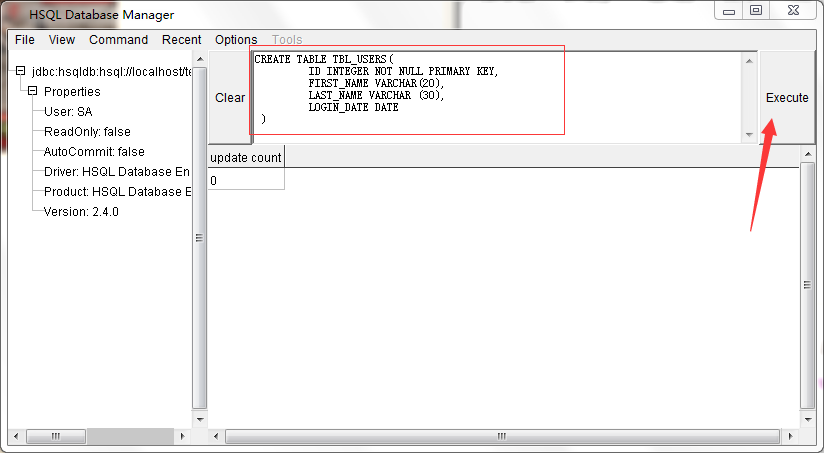 HSQL Database Manager
File View Command Recent Options Tools
jdbc:hsqldb:hsql://localhost/te
Properties
User: SA
ReadOnly: false
AutoCommit: false
Driver: HSQL Database En
Product: HSQL Database E
Version: 2.4.0
Clear
CREATE TABLE TBL_USERS(
ID INTEGER NOT NULL PRIMARY KEY,
FIRST_NAME VARCHAR(20),
LAST_NAME VARCHAR (30),
LOGIN_DATE DATE
)
Execute
update count
0